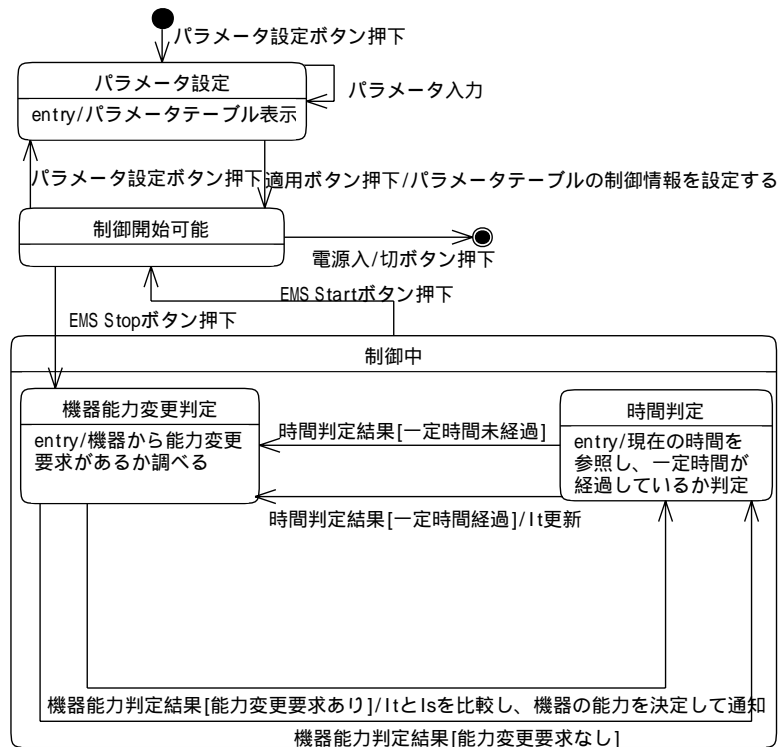 パラメータ設定ボタン押下
パラメータ設定
パラメータ入力
entry/パラメータテーブル表示
パラメータ設定ボタン押下
適用ボタン押下/パラメータテーブルの制御情報を設定する
制御開始可能
電源入/切ボタン押下
EMS Startボタン押下
EMS Stopボタン押下
制御中
機器能力変更判定
時間判定
entry/機器から能力変更
要求があるか調べる
時間判定結果[一定時間未経過]
entry/現在の時間を
参照し、一定時間が
経過しているか判定
時間判定結果[一定時間経過]/It更新
機器能力判定結果[能力変更要求あり]/ItとIsを比較し、機器の能力を決定して通知
機器能力判定結果[能力変更要求なし]